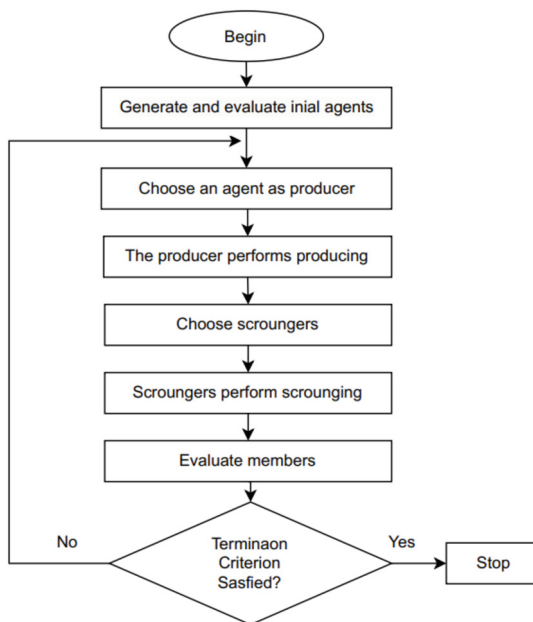 Begin
Generate and evaluate inial agents
Choose an agent as producer
The producer performs producing
Choose scroungers
Scroungers perform scrounging
Evaluate members
No
Terminaon
Criterion
Sasfied?
Yes
Stop